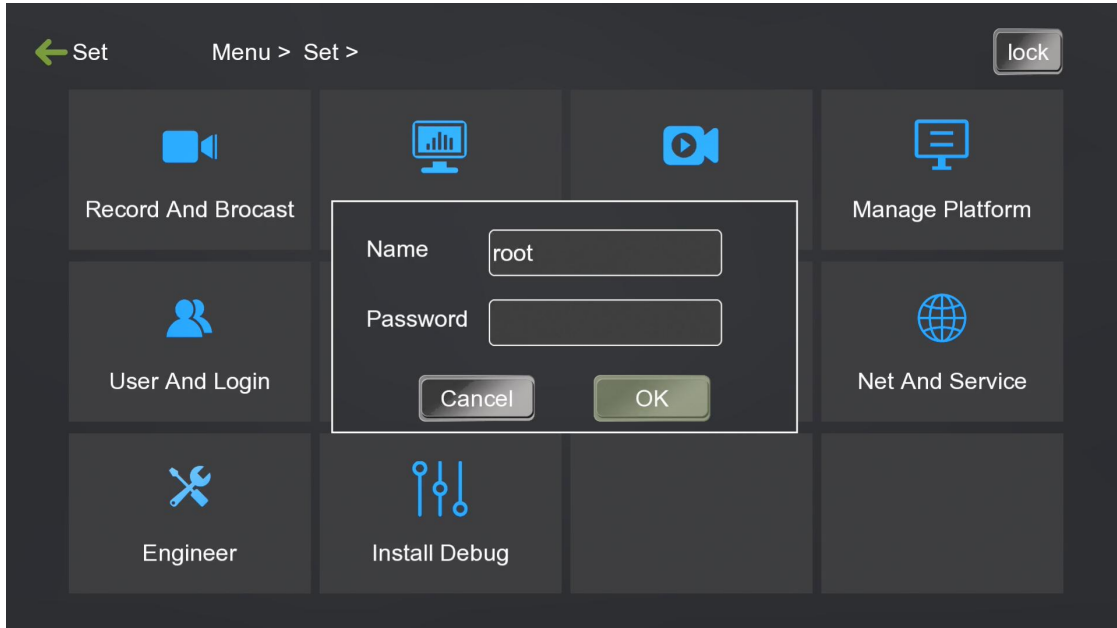 Set Menu > Set >
lock
Record And Brocast
Manage Platform
Name root
Password
Cancel OK
User And Login
Net And Service
Engineer
Install Debug